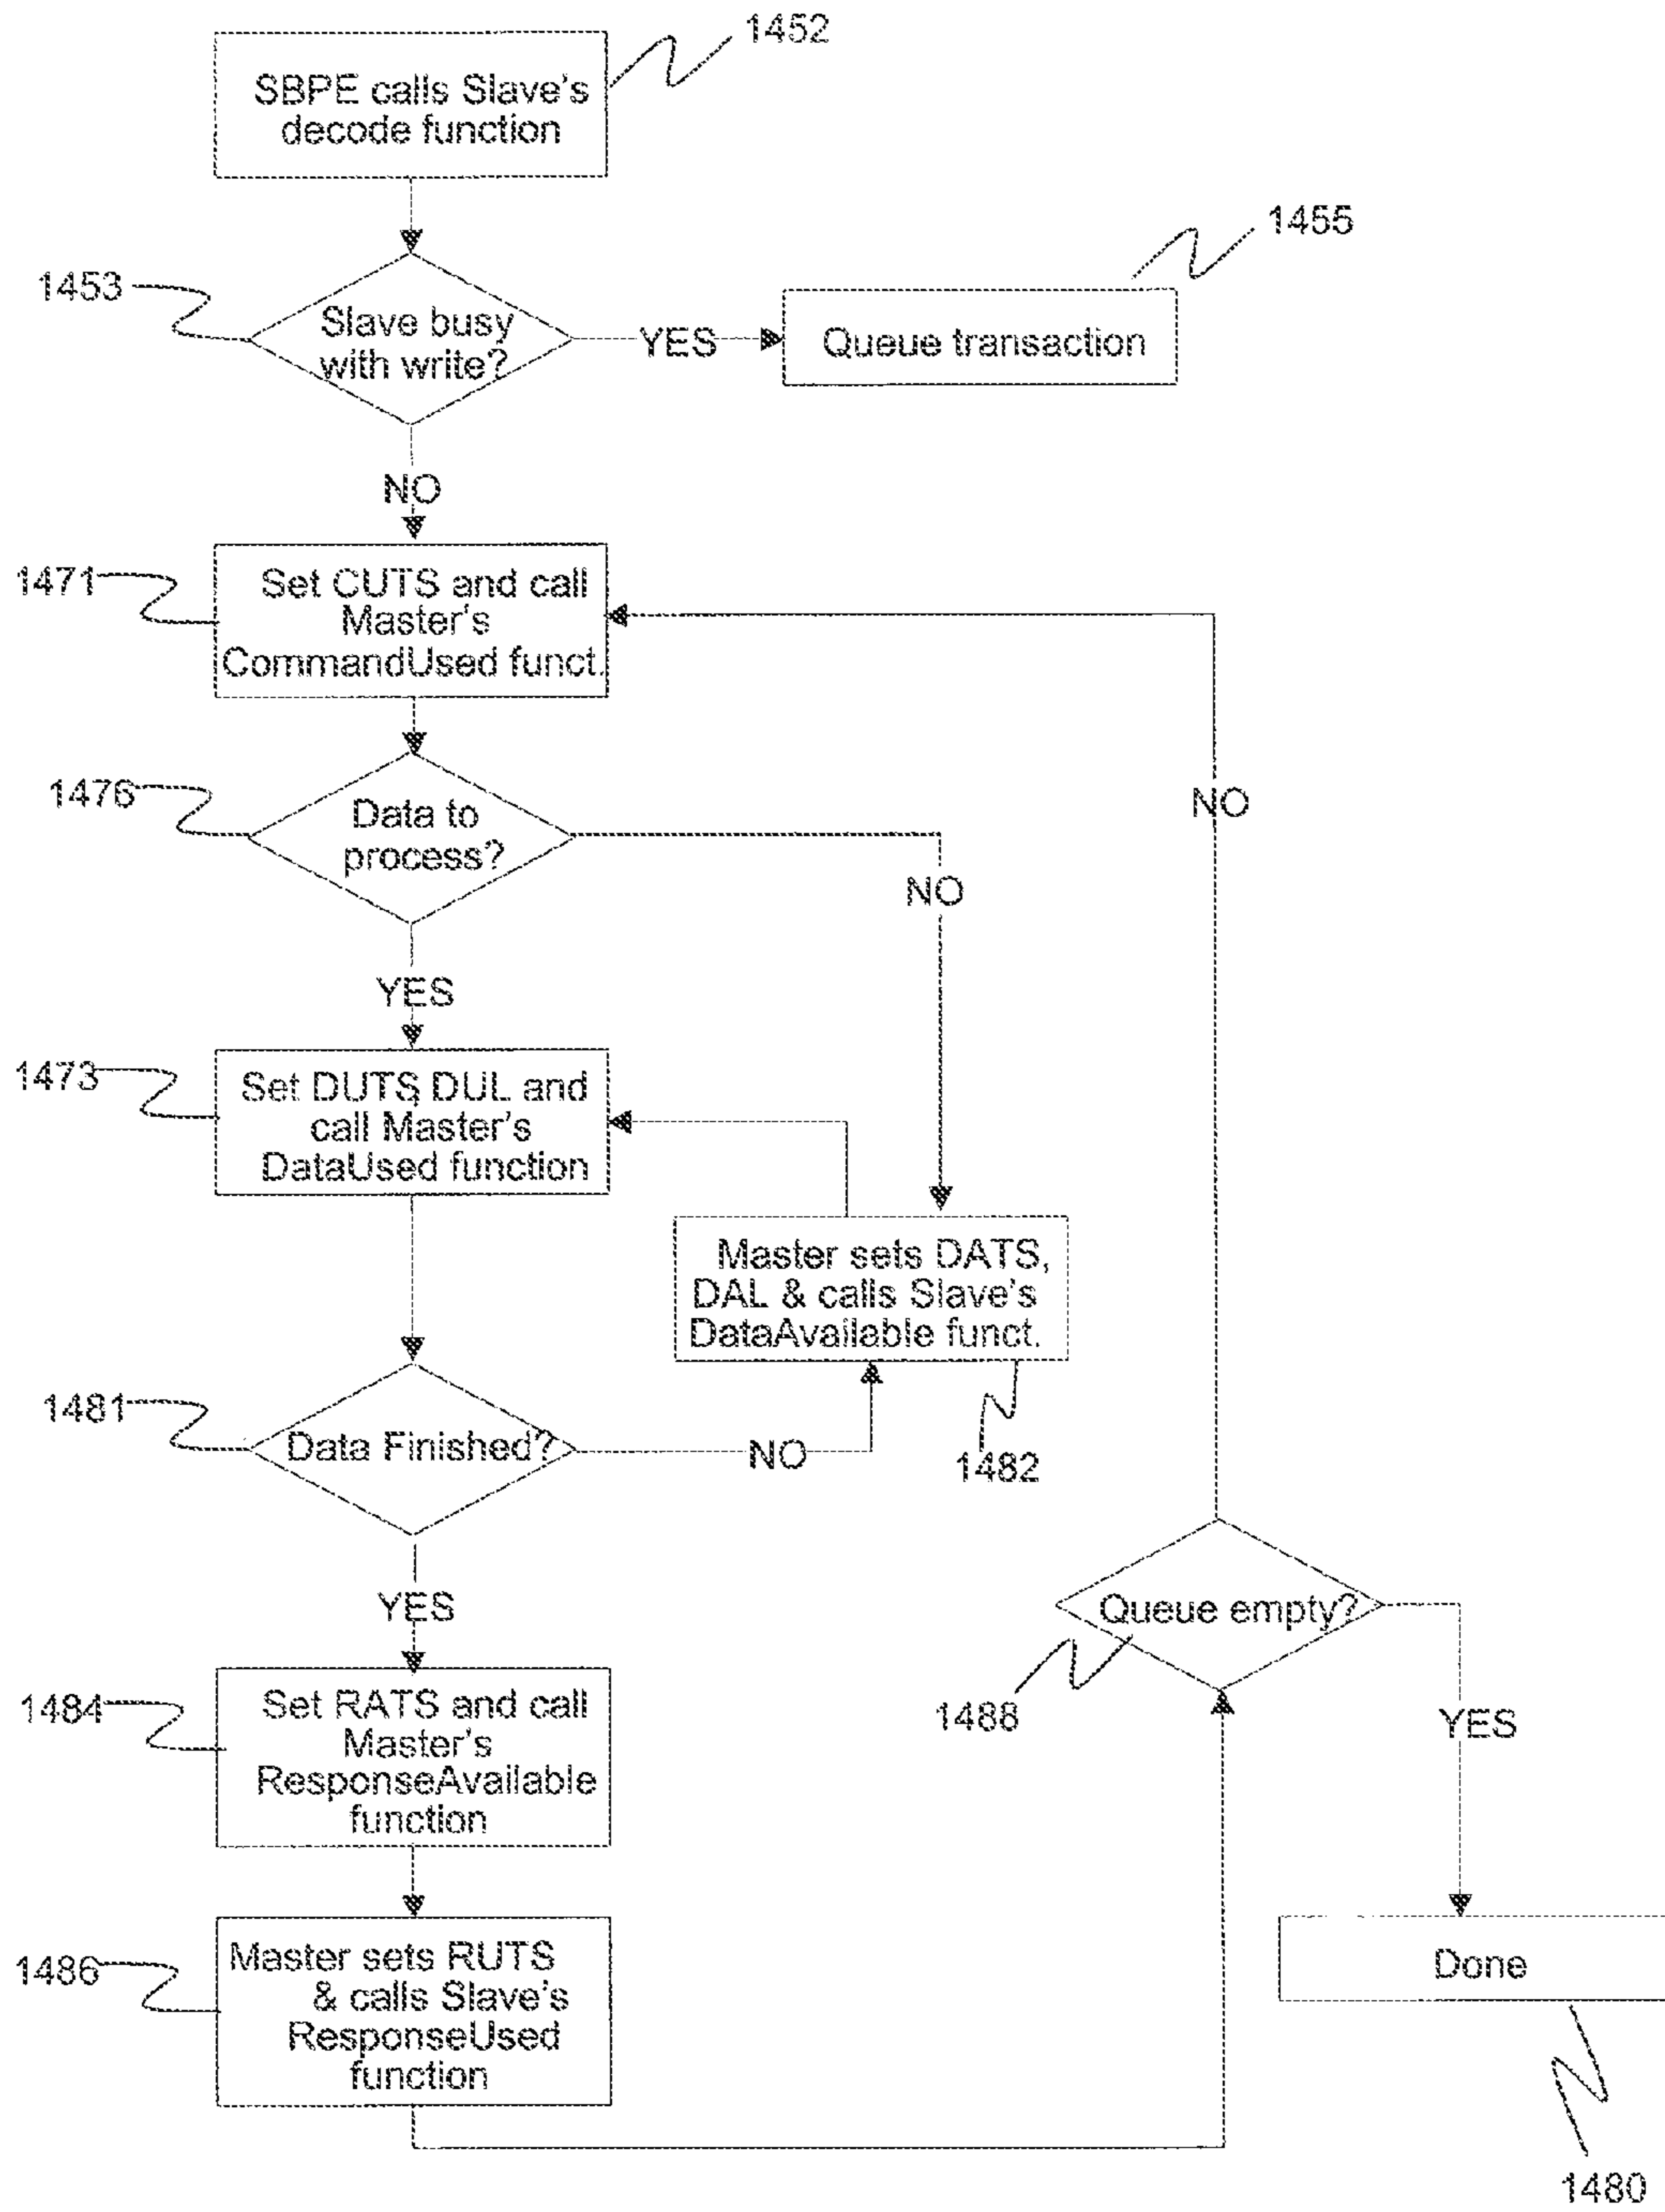 1452
SBPE calls Slave's
decode function
1455
1453
Slave busy
with write?
YES
Queue transaction
NO
1471
Set CUTS and call
Master's
CommandUsed funct.
1476
Data to
process?
NO
NO
YES
1473
Set DUTS DUL and
call Master's
DataUsed function
Master sets DATS,
DAL & calls Slave's
DataAvailable funct.
1481
Data Finished?
NO
1482
YES
Queue empty?
1484
Set RATS and call
Master's
ResponseAvailable
function
1488
YES
1486
Master sets RUTS
& calls Slave's
ResponseUsed
function
Done
1480